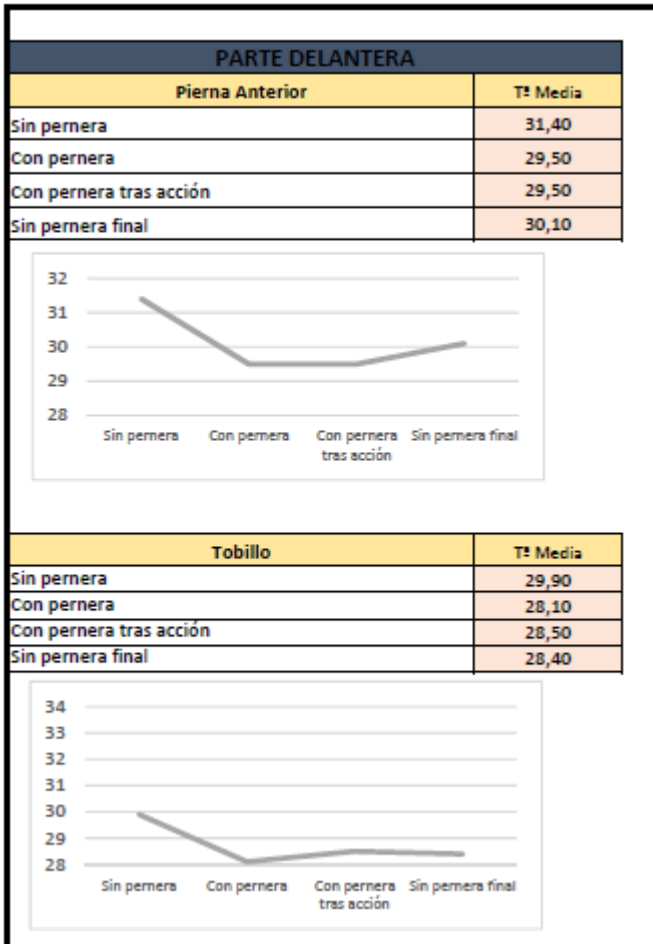 PARTE DELANTERA
Pierna Anterior Tª Media
Sin pernera 31,40
Con pernera 29,50
Con pernera tras acción 29,50
Sin pernera final 30,10
32
31
30
29
28
Sin pernera Con pernera Con pernera Sin pernera final
tras acción
Tobillo Tª Media
Sin pernera 29,90
Con pernera 28,10
Con pernera tras acción 28,50
Sin pernera final 28,40
34
33
32
31
30
29
28
Sin pernera Con pernera Con pernera Sin pernera final
tras acción